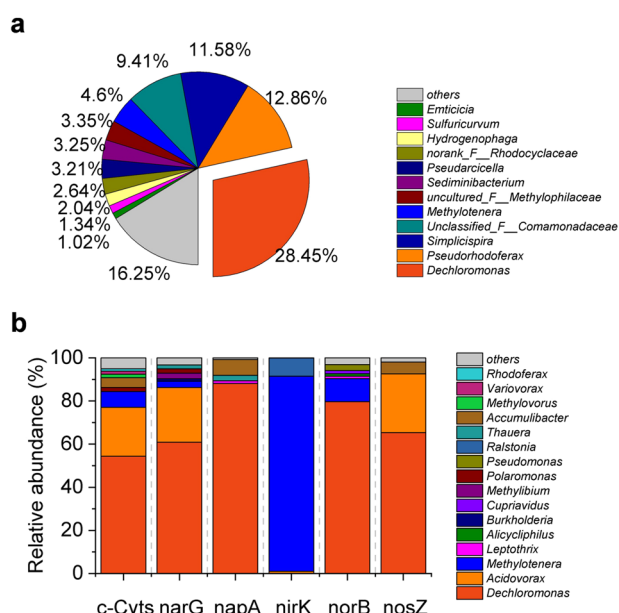 a
11.58%
9.41%
12.86%
4.6%
3.35%
3.25%
3.21%
2.64%
2.04%
1.34%
1.02%
16.25%
28.45%
others
Emticicia
Sulfuricurvum
Hydrogenophaga
norank_F__Rhodocyclaceae
Pseudarcicella
Sediminibacterium
uncultured_F__Methylophilaceae
Methylotenera
Unclassified_F__Comamonadaceae
Simplicispira
Pseudorhodoferax
Dechloromonas
b
Relative abundance (%)
100
80
60
40
20
0
c-Cyts narG napA nirK norB nosZ
others
Rhodoferax
Variovorax
Methylovorus
Accumulibacter
Thauera
Ralstonia
Pseudomonas
Polaromonas
Methylibium
Cupriavidus
Burkholderia
Alicycliphilus
Leptothrix
Methylotenera
Acidovorax
Dechloromonas